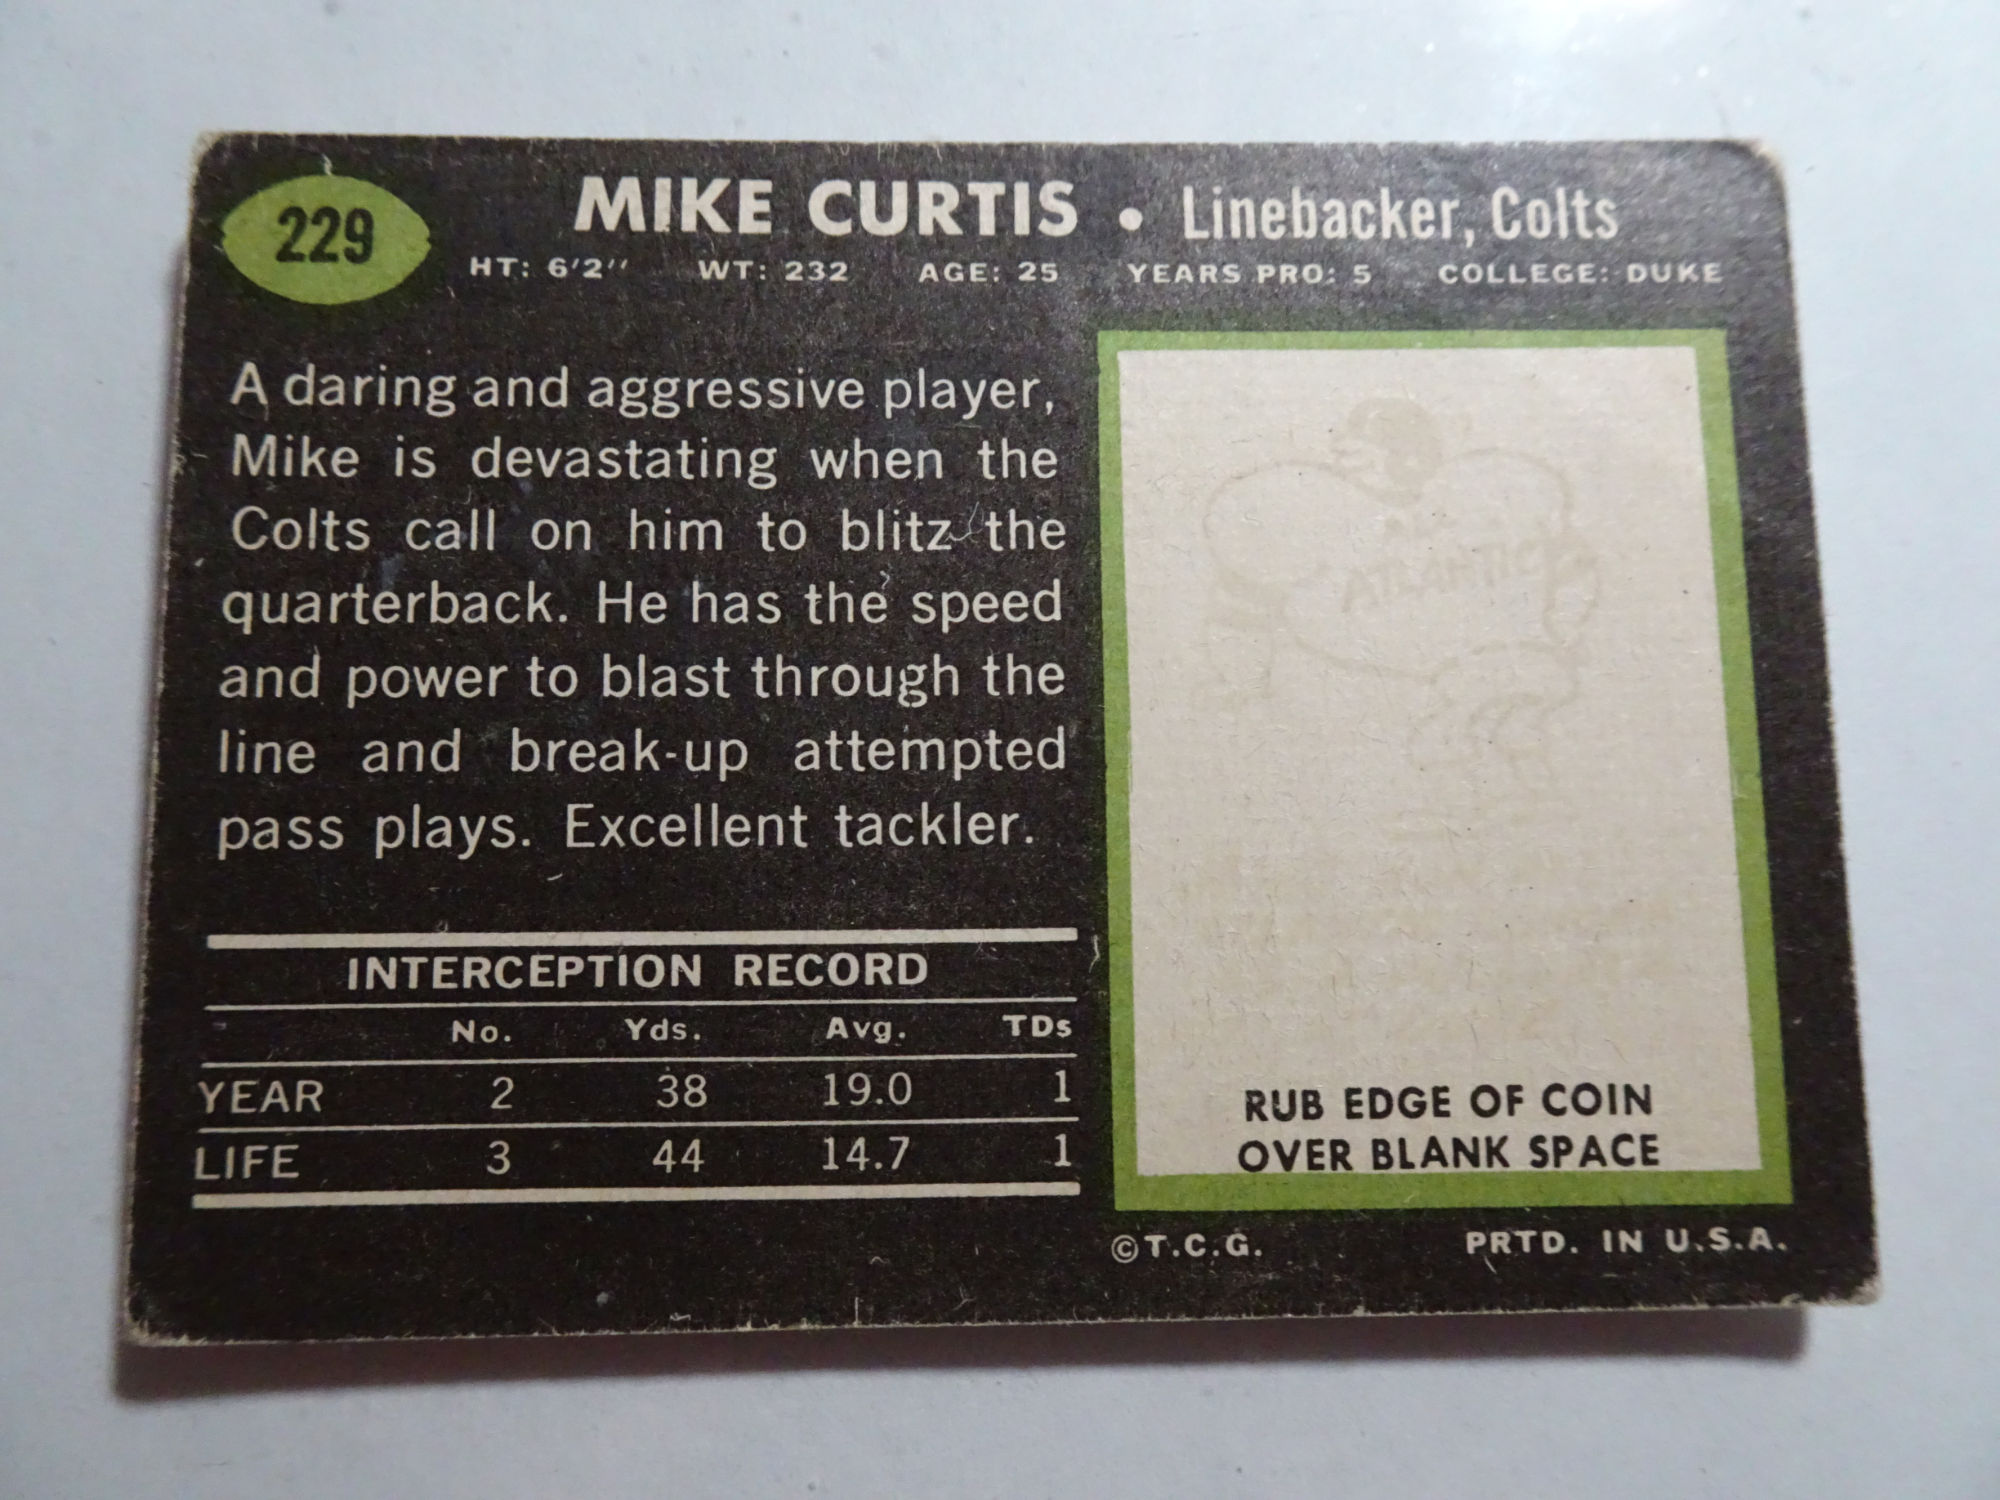 229
MIKE CURTIS • Linebacker, Colts
HT: 6'2" WT: 232 AGE: 25 YEARS PRO: 5 COLLEGE: DUKE
A daring and aggressive player,
Mike is devastating when the
Colts call on him to blitz the
quarterback. He has the speed
and power to blast through the
line and break-up attempted
pass plays. Excellent tackler.
INTERCEPTION RECORD
No. Yds. Avg. TDs
YEAR 2 38 19.0 1
LIFE 3 44 14.7 1
ATLANTIC
RUB EDGE OF COIN
OVER BLANK SPACE
©T.C.G. PRTD. IN U.S.A.